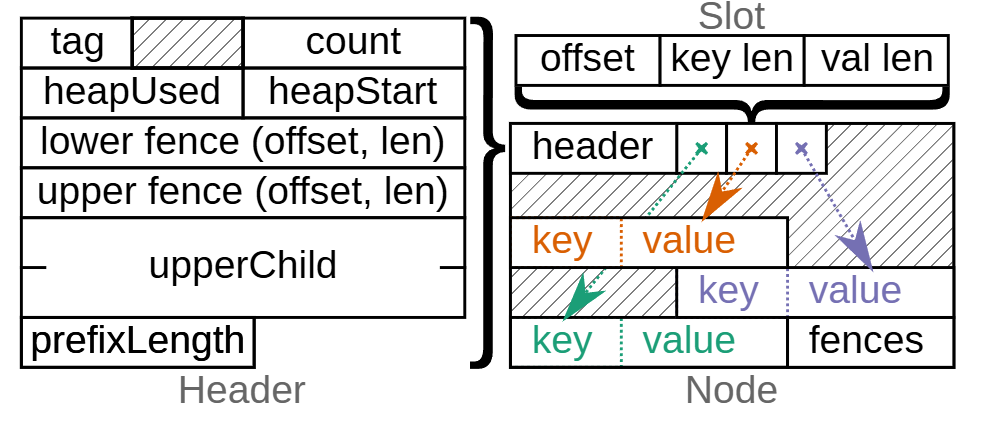 tag
count
heapUsed
heapStart
lower fence (offset, len)
upper fence (offset, len)
upperChild
prefixLength
Header
Slot
offset
key len
val len
header
key
value
key
value
key
value
fences
Node